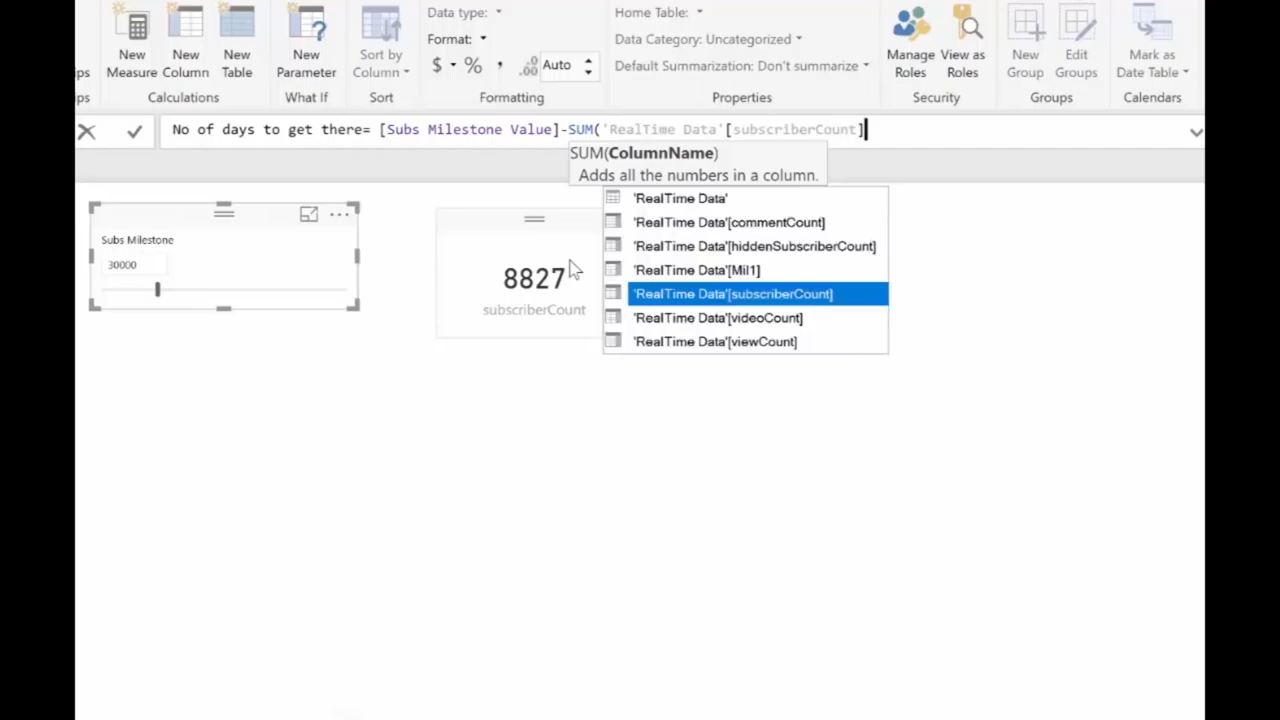 Data type:
Home Table:
Format:
Data Category: Uncategorized
$ % , .00 Auto
Default Summarization: Don't summarize
ips
New Measure
New Column
New Table
New Parameter
Sort by Column
Manage Roles
View as Roles
New Group
Edit Groups
Mark as Date Table
ps
Calculations
What If
Sort
Formatting
Properties
Security
Groups
Calendars
No of days to get there= [Subs Milestone Value]-SUM('RealTime Data'[subscriberCount]
SUM(ColumnName)
Adds all the numbers in a column.
'RealTime Data'
'RealTime Data'[commentCount]
'RealTime Data'[hiddenSubscriberCount]
'RealTime Data'[Mil1]
'RealTime Data'[subscriberCount]
'RealTime Data'[videoCount]
'RealTime Data'[viewCount]
Subs Milestone
30000
8827
subscriberCount